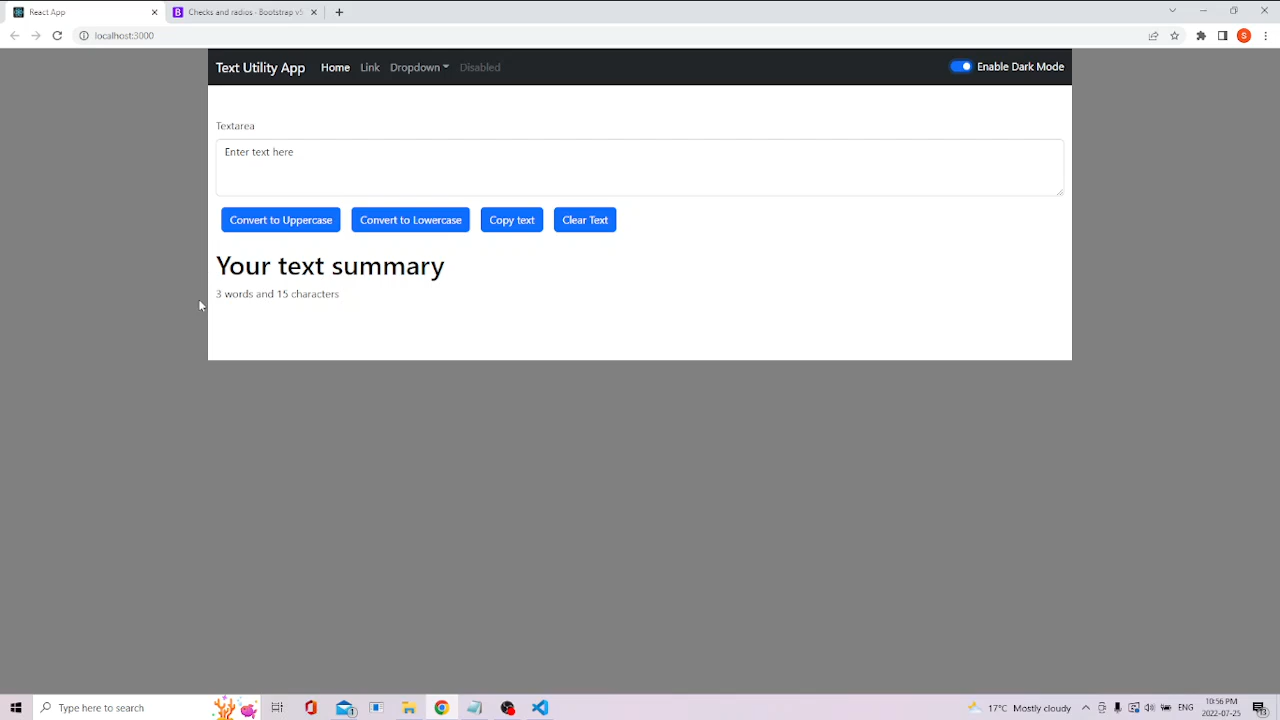 React App
Checks and radios - Bootstrap v5
localhost:3000
S
Text Utility App Home Link Dropdown Disabled Enable Dark Mode
Textarea
Enter text here
Convert to Uppercase Convert to Lowercase Copy text Clear Text
Your text summary
3 words and 15 characters
Type here to search
17°C Mostly cloudy
ENG
10:56 PM
2022-07-25